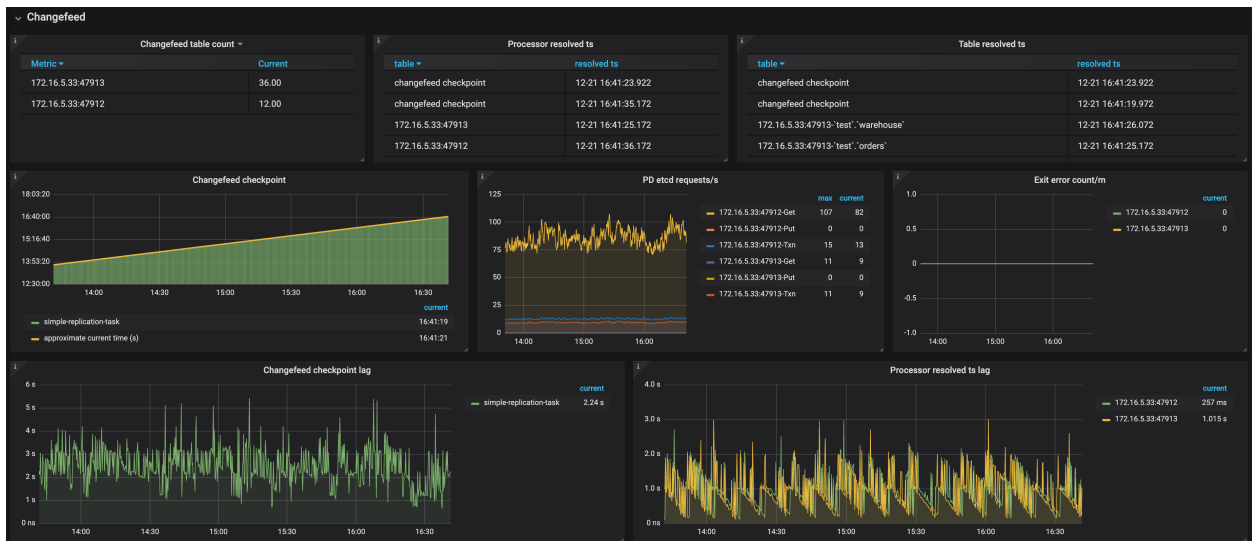 Changefeed
Changefeed table count
Metric Current
172.16.5.33:47913 36.00
172.16.5.33:47912 12.00
Processor resolved ts
table resolved ts
changefeed checkpoint 12-21 16:41:23.922
changefeed checkpoint 12-21 16:41:35.172
172.16.5.33:47913 12-21 16:41:25.172
172.16.5.33:47912 12-21 16:41:36.172
Table resolved ts
table resolved ts
changefeed checkpoint 12-21 16:41:23.922
changefeed checkpoint 12-21 16:41:19.972
172.16.5.33:47913-`test`.`warehouse` 12-21 16:41:26.072
172.16.5.33:47913-`test`.`orders` 12-21 16:41:25.172
Changefeed checkpoint
18:03:20
16:40:00
15:16:40
13:53:20
12:30:00
14:00 14:30 15:00 15:30 16:00 16:30
current
simple-replication-task 16:41:19
approximate current time (s) 16:41:21
PD etcd requests/s
125
100
75
50
25
0
14:00 15:00 16:00
max current
172.16.5.33:47912-Get 107 82
172.16.5.33:47912-Put 0 0
172.16.5.33:47912-Txn 15 13
172.16.5.33:47913-Get 11 9
172.16.5.33:47913-Put 0 0
172.16.5.33:47913-Txn 11 9
Exit error count/m
1.0
0.5
0
-0.5
-1.0
14:00 15:00 16:00
current
172.16.5.33:47912 0
172.16.5.33:47913 0
Changefeed checkpoint lag
6 s
5 s
4 s
3 s
2 s
1 s
0 ns
14:00 14:30 15:00 15:30 16:00 16:30
current
simple-replication-task 2.24 s
Processor resolved ts lag
4.0 s
3.0 s
2.0 s
1.0 s
0 ns
14:00 14:30 15:00 15:30 16:00 16:30
current
172.16.5.33:47912 257 ms
172.16.5.33:47913 1.015 s